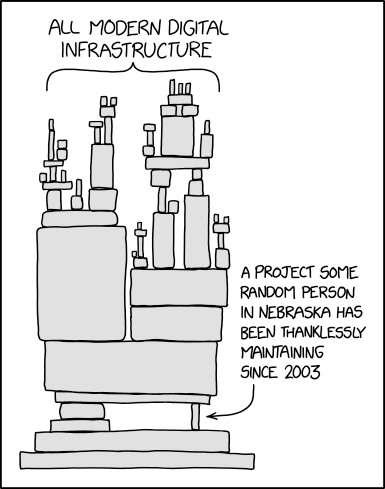 ALL MODERN DIGITAL
INFRASTRUCTURE
A PROJECT SOME
RANDOM PERSON
IN NEBRASKA HAS
BEEN THANKLESSLY
MAINTAINING
SINCE 2003